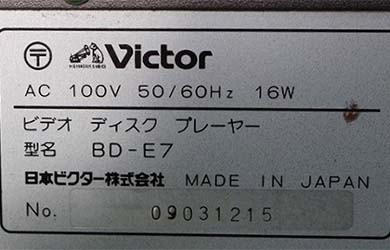 〒 Victor
AC 100V 50/60Hz 16W
ビデオ ディスク プレーヤー
型名 BD-E7
日本ビクター株式会社 MADE IN JAPAN
No. 09031215